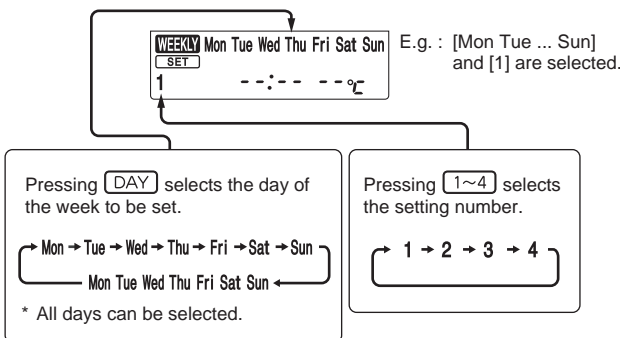 WEEKLY Mon Tue Wed Thu Fri Sat Sun
SET
1 --:-- --°C
E.g. : [Mon Tue ... Sun]
and [1] are selected.
Pressing DAY selects the day of
the week to be set.
Mon → Tue → Wed → Thu → Fri → Sat → Sun
Mon Tue Wed Thu Fri Sat Sun ←
* All days can be selected.
Pressing 1~4 selects
the setting number.
1 → 2 → 3 → 4